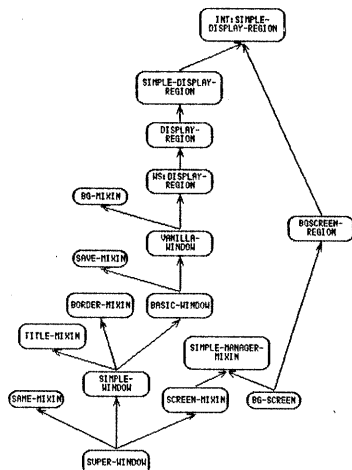 INT:SIMPLE-
DISPLAY-REGION
SIMPLE-DISPLAY-
REGION
DISPLAY-
REGION
WS:DISPLAY-
REGION
BG-MIXIN
BGSCREEN-
REGION
VANILLA-
WINDOW
SAVE-MIXIN
BORDER-MIXIN
BASIC-WINDOW
TITLE-MIXIN
SIMPLE-MANAGER-
MIXIN
SIMPLE-
WINDOW
SAME-MIXIN
SCREEN-MIXIN
BG-SCREEN
SUPER-WINDOW